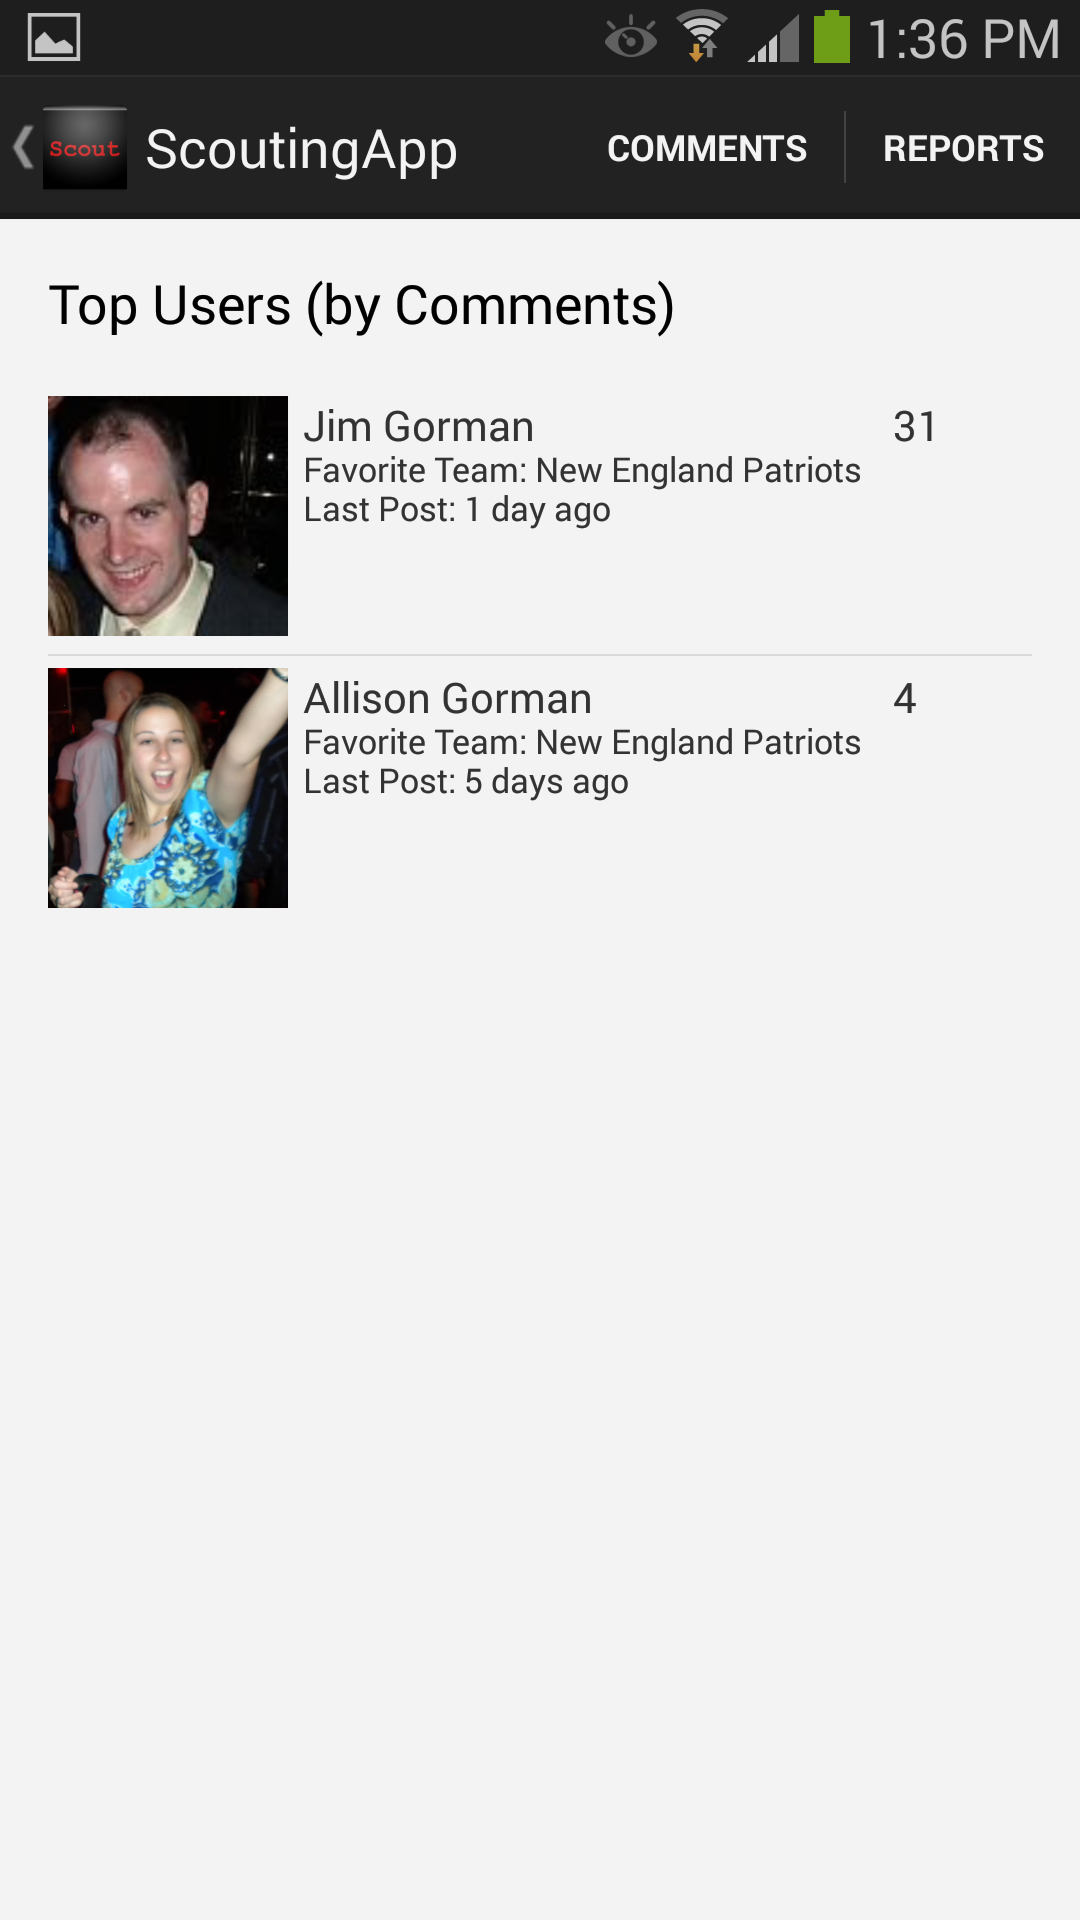 1:36 PM
Scout ScoutingApp COMMENTS REPORTS
Top Users (by Comments)
Jim Gorman 31
Favorite Team: New England Patriots
Last Post: 1 day ago
Allison Gorman 4
Favorite Team: New England Patriots
Last Post: 5 days ago